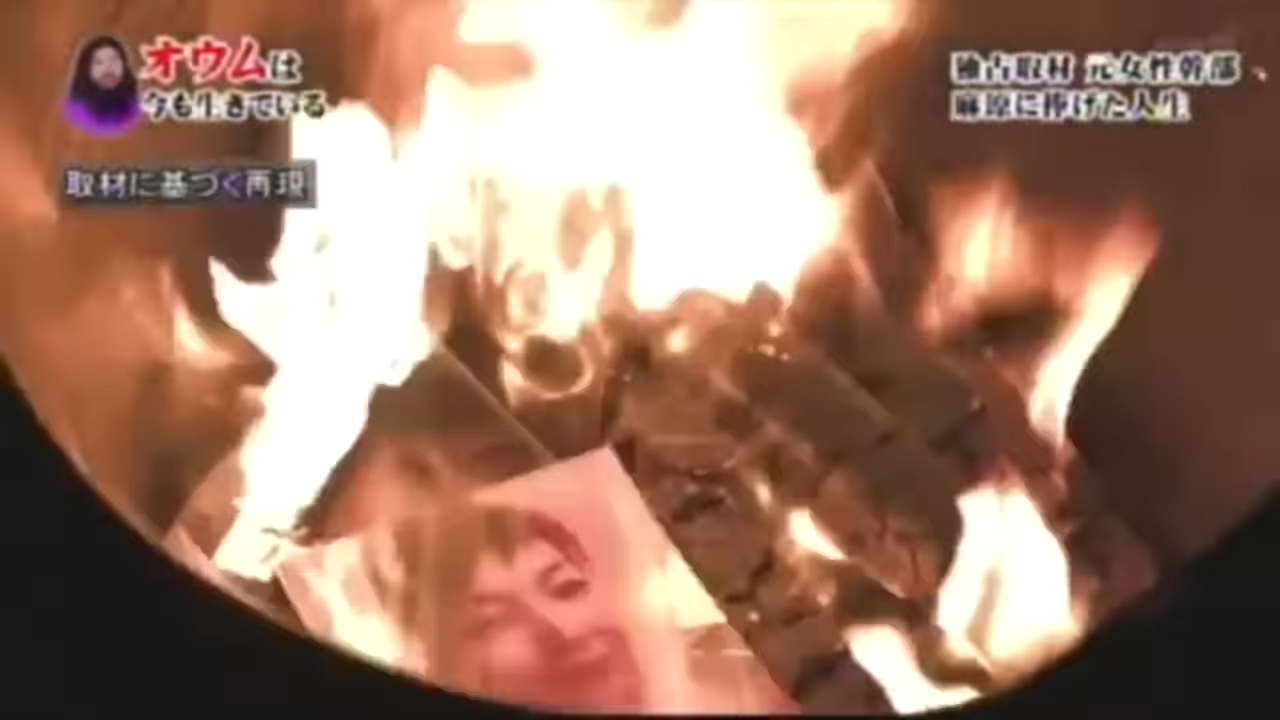 オウムは
今も生きている
取材に基づく再現
独占取材 元女性幹部、
麻原に捧げた人生